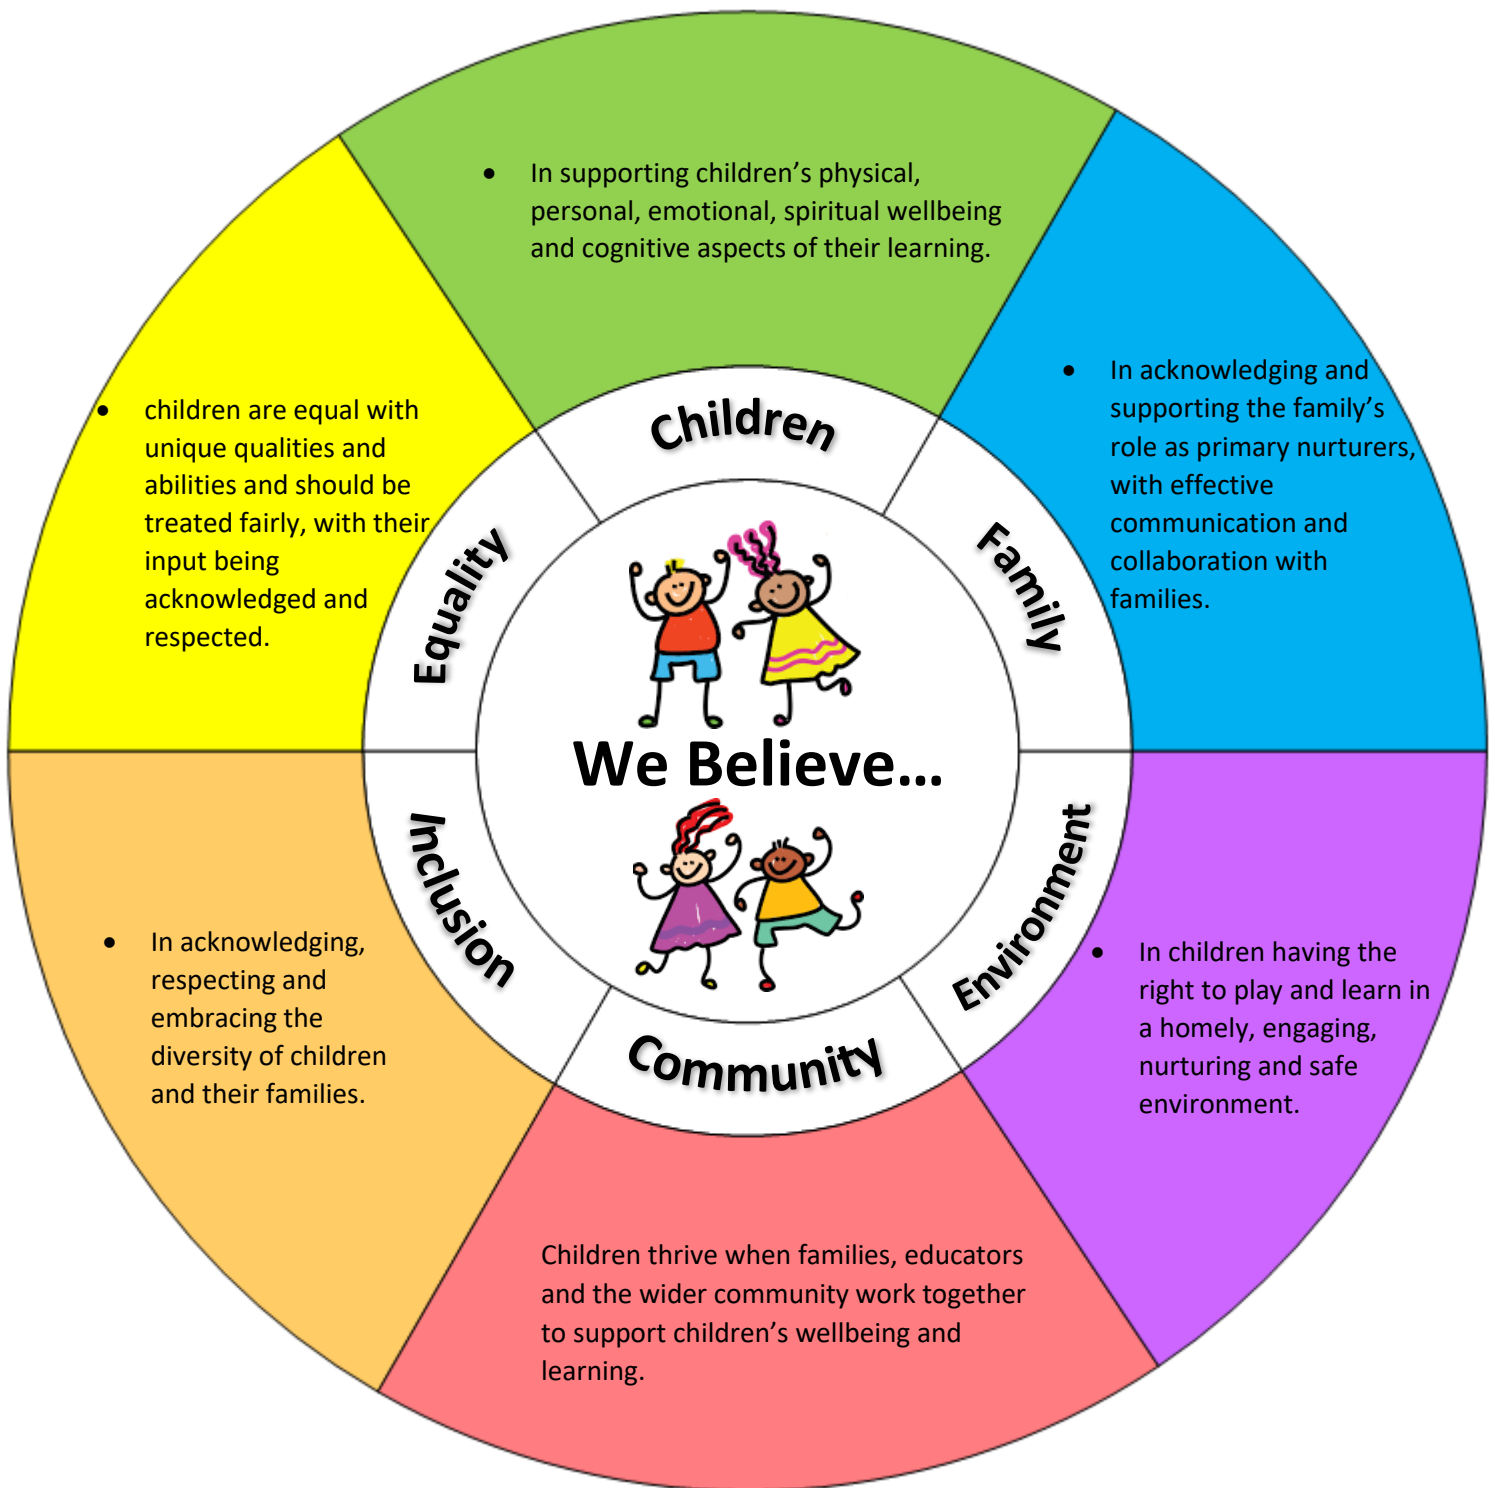 • In supporting children’s physical,
personal, emotional, spiritual wellbeing
and cognitive aspects of their learning.
Children
• In acknowledging and
supporting the family’s
role as primary nurturers,
with effective
communication and
collaboration with
families.
Family
• In children having the
right to play and learn in
a homely, engaging,
nurturing and safe
environment.
Environment
Children thrive when families, educators
and the wider community work together
to support children’s wellbeing and
learning.
Community
• In acknowledging,
respecting and
embracing the
diversity of children
and their families.
Inclusion
• children are equal with
unique qualities and
abilities and should be
treated fairly, with their
input being
acknowledged and
respected.
Equality
We Believe...